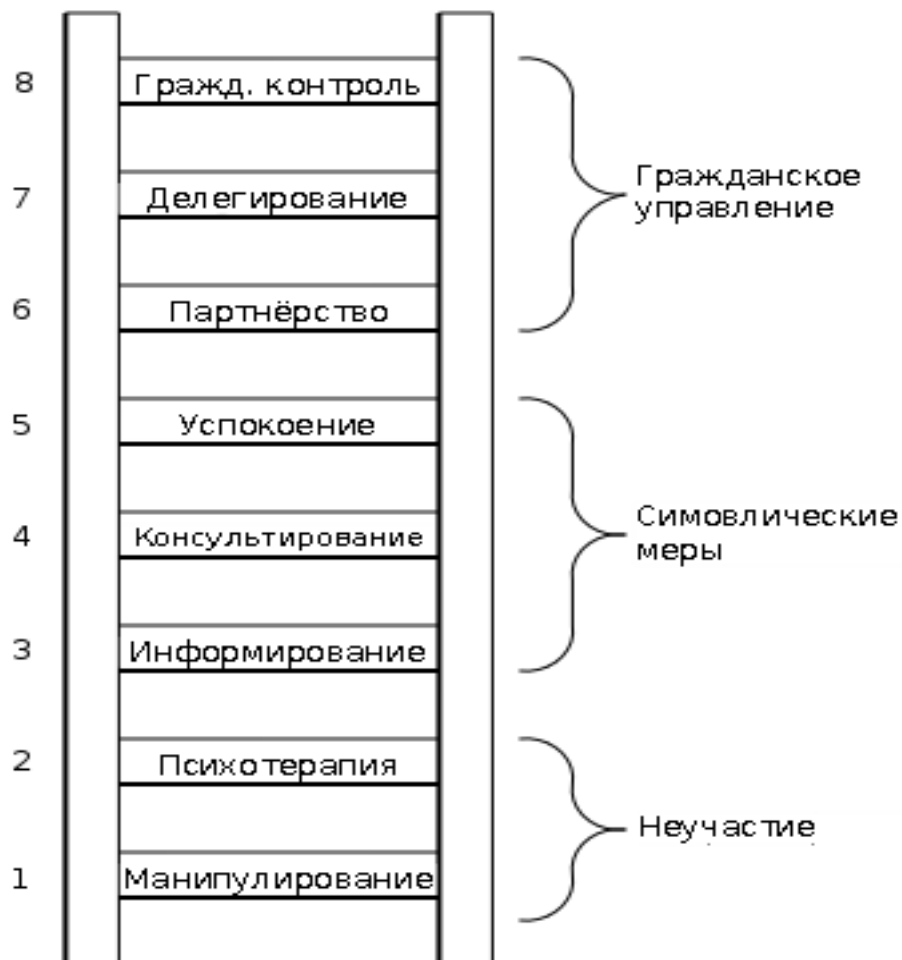 8 Гражд. контроль
7 Делегирование
6 Партнёрство
Гражданское
управление
5 Успокоение
4 Консультирование
3 Информирование
Симовлические
меры
2 Психотерапия
1 Манипулирование
Неучастие